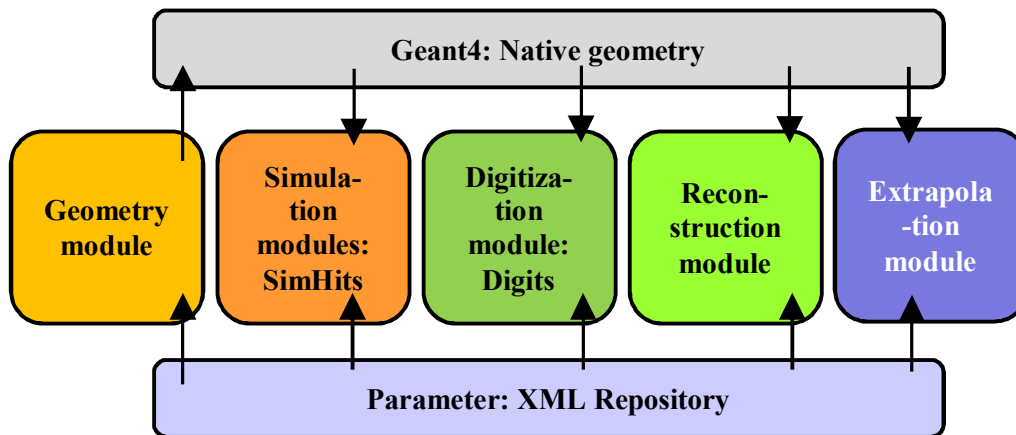 Geant4: Native geometry
Geometry
module
Simula-
tion
modules:
SimHits
Digitiza-
tion
module:
Digits
Recon-
struction
module
Extrapola
-tion
module
Parameter: XML Repository